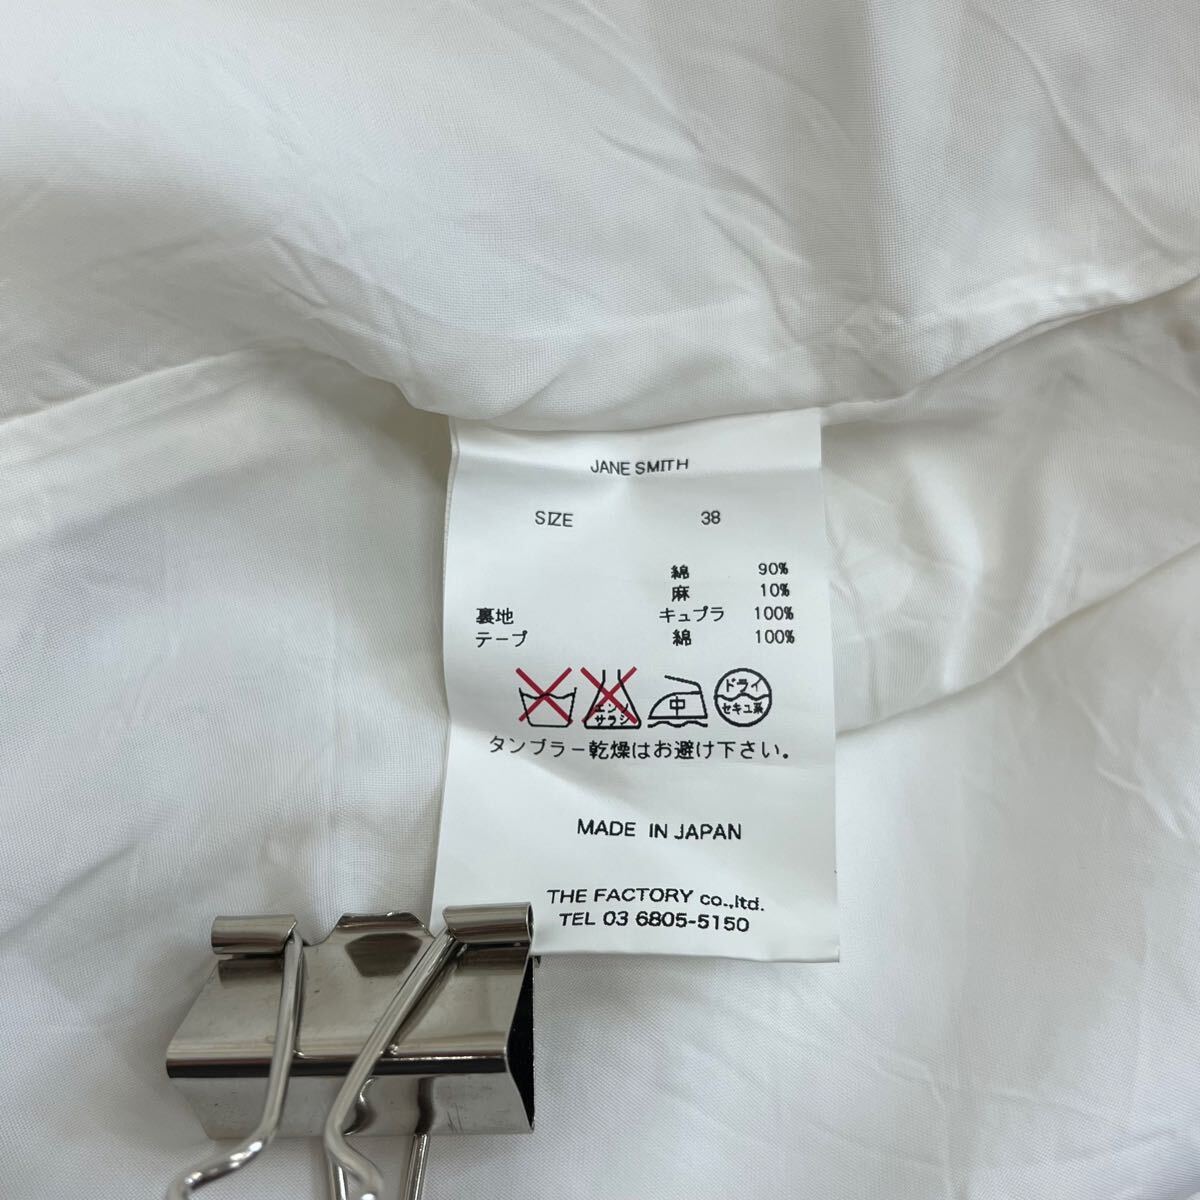 JANE SMITH
SIZE 38
綿 90%
麻 10%
裏地 キュプラ 100%
テープ 綿 100%
エンソ
サラシ
中
ドライ
セキユ系
タンブラー乾燥はお避け下さい。
MADE IN JAPAN
THE FACTORY co.,ltd.
TEL 03 6805-5150